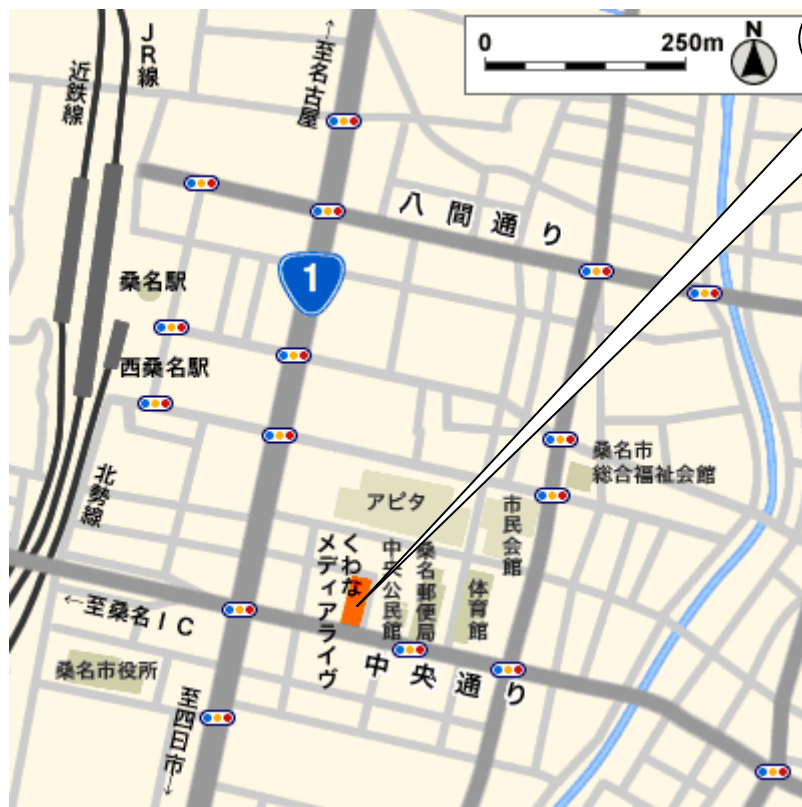 0 250m
N
JR線
近鉄線
←至名古屋
八間通り
1
桑名駅
西桑名駅
北勢線
桑名市
総合福祉会館
アピタ
市民会館
くわな
メディアライヴ
中央公民館
桑名郵便局
体育館
←至桑名IC
中央通り
桑名市役所
至四日市→